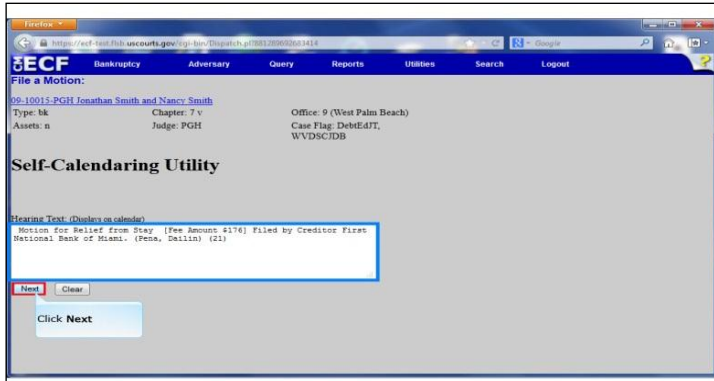 Firefox
https://ecf-test.flsb.uscourts.gov/cgi-bin/Dispatch.pl?881289692683414
Google
ECF Bankruptcy Adversary Query Reports Utilities Search Logout ?
File a Motion:
09-10015-PGH Jonathan Smith and Nancy Smith
Type: bk Chapter: 7 v Office: 9 (West Palm Beach)
Assets: n Judge: PGH Case Flag: DebtEdJT,
WVDSCJDB
Self-Calendaring Utility
Hearing Text: (Displays on calendar)
Motion for Relief from Stay [Fee Amount $176] Filed by Creditor First
National Bank of Miami. (Pena, Dailin) (21)
Next Clear
Click Next